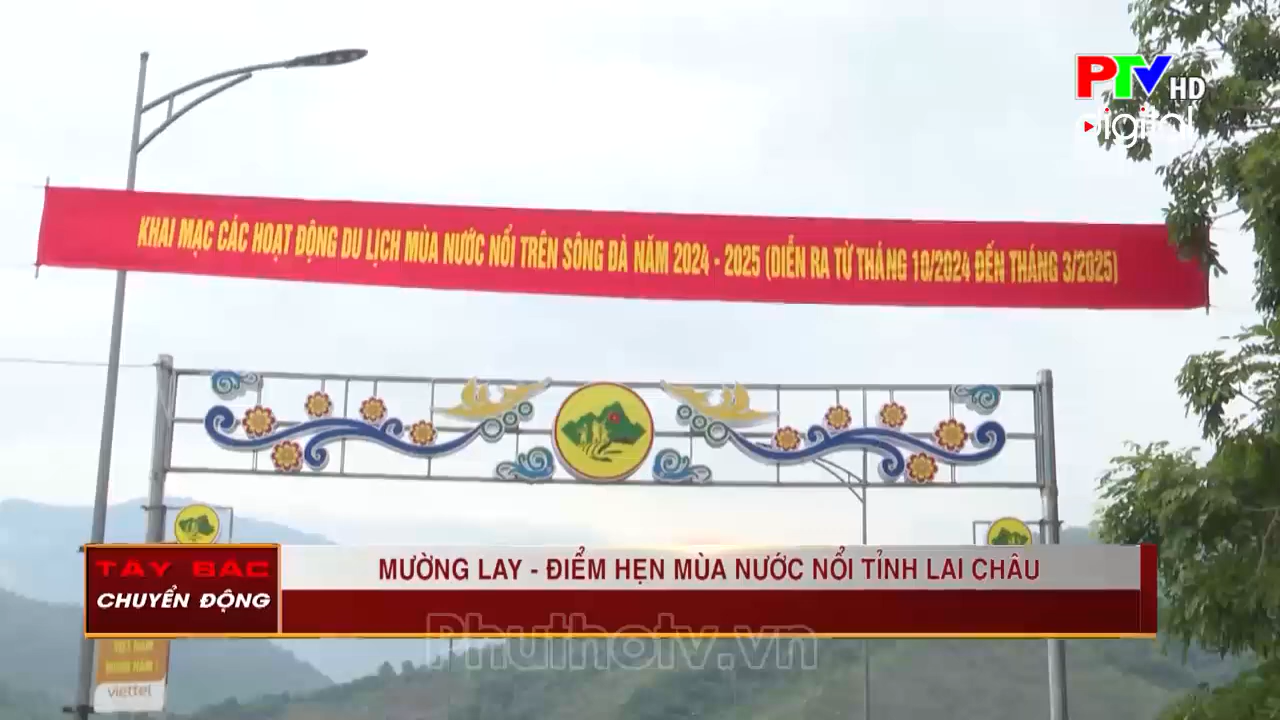 PTV HD
digital
KHAI MẠC CÁC HOẠT ĐỘNG DU LỊCH MÙA NƯỚC NỔI TRÊN SÔNG ĐÀ NĂM 2024 - 2025 (DIỄN RA TỪ THÁNG 10/2024 ĐẾN THÁNG 3/2025)
TÂY BẮC
CHUYỂN ĐỘNG
MƯỜNG LAY - ĐIỂM HẸN MÙA NƯỚC NỔI TỈNH LAI CHÂU
Phuthotv.vn
VIỆT NAM
viettel